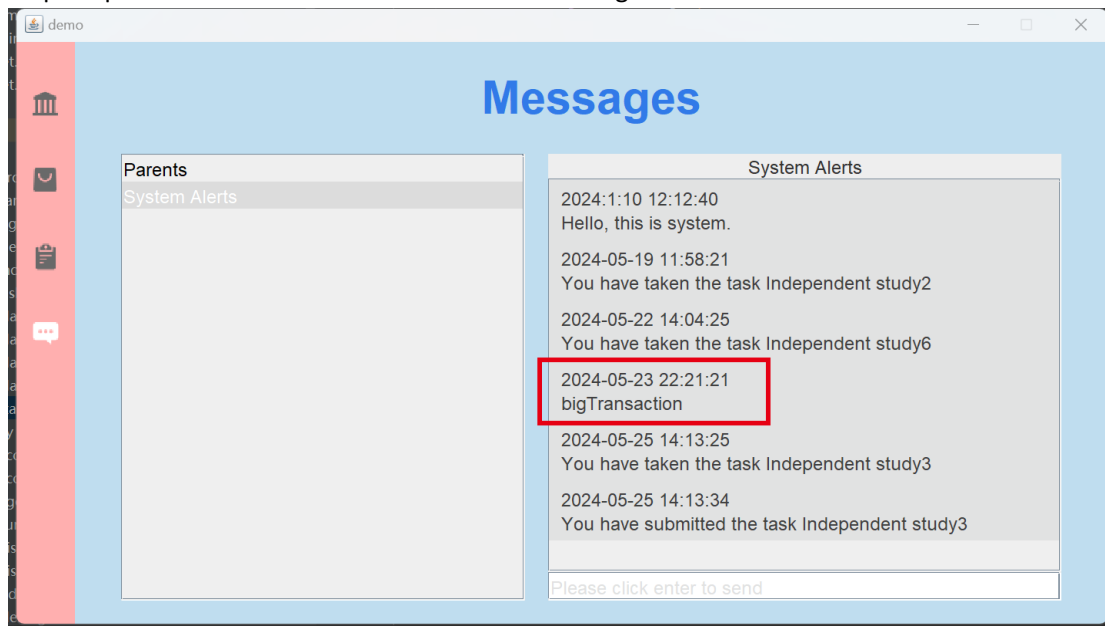 demo
Messages
Parents
System Alerts
System Alerts
2024:1:10 12:12:40
Hello, this is system.
2024-05-19 11:58:21
You have taken the task Independent study2
2024-05-22 14:04:25
You have taken the task Independent study6
2024-05-23 22:21:21
bigTransaction
2024-05-25 14:13:25
You have taken the task Independent study3
2024-05-25 14:13:34
You have submitted the task Independent study3
Please click enter to send